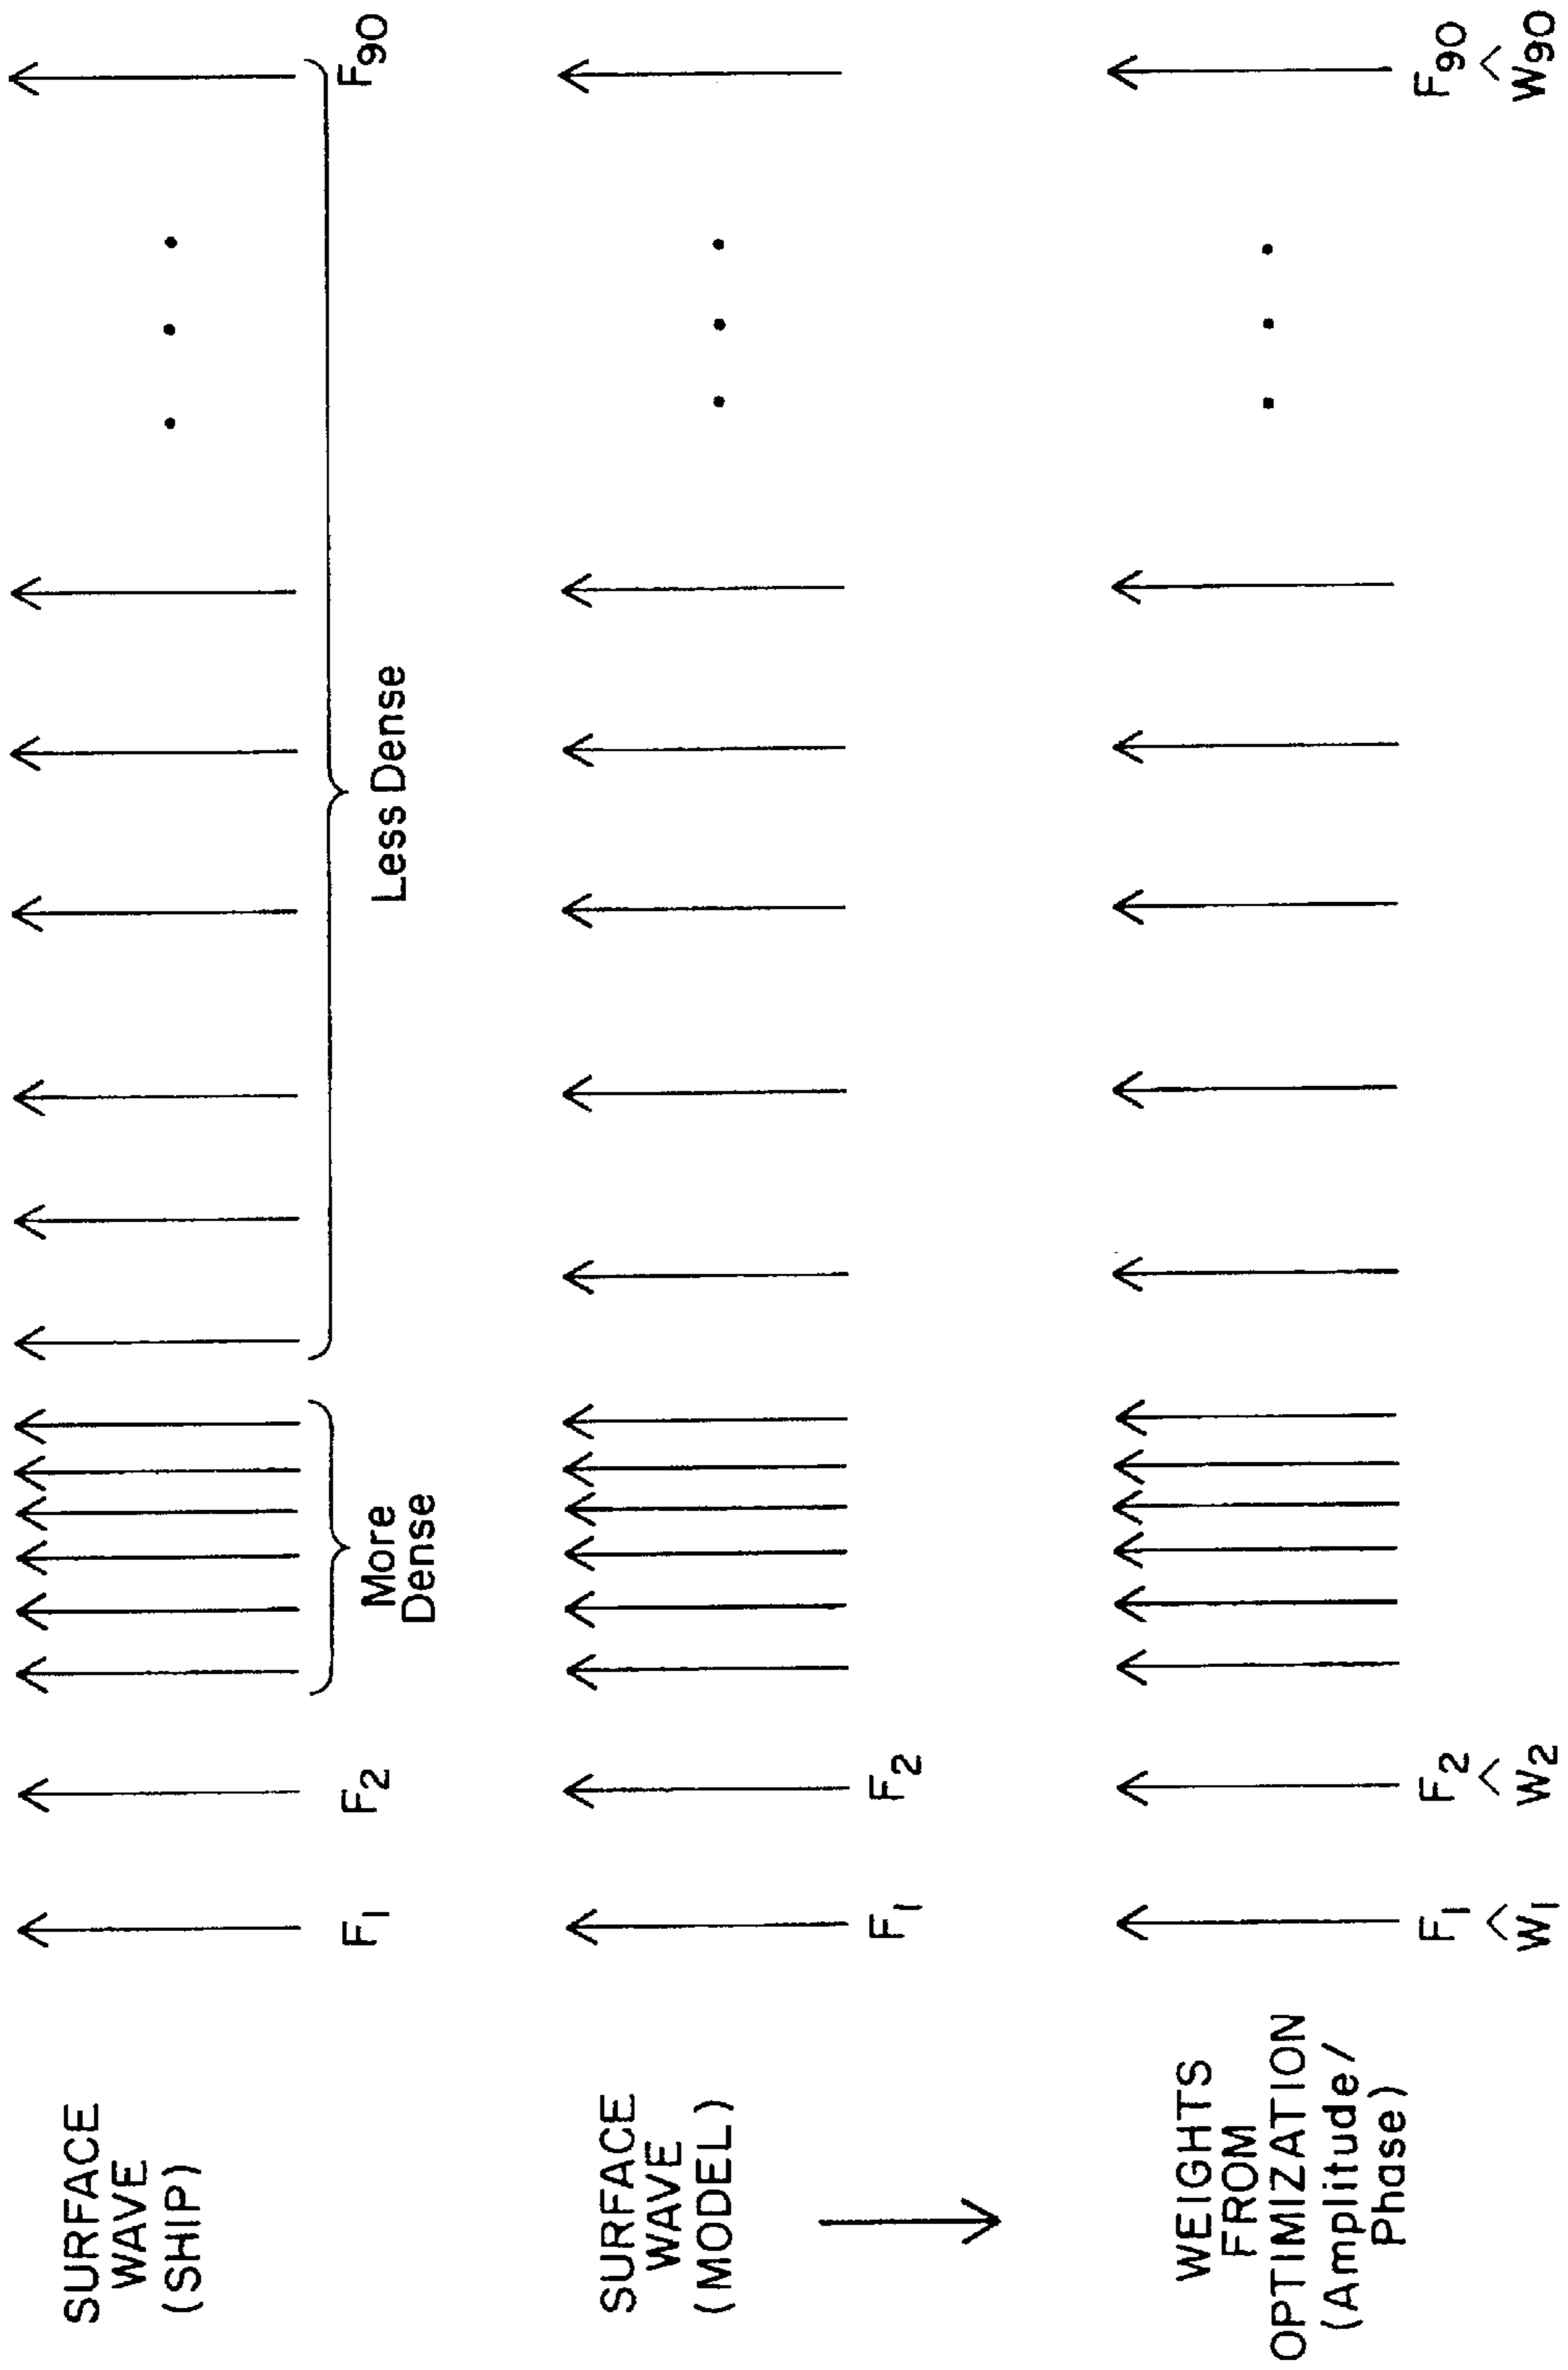 SURFACE
WAVE
(SHIP)
F1
F2
More
Dense
Less Dense
F90
SURFACE
WAVE
(MODEL)
F1
F2
WEIGHTS
FROM
OPTIMIZATION
(Amplitude/
Phase)
F1
Ŵ1
F2
Ŵ2
F90
Ŵ90